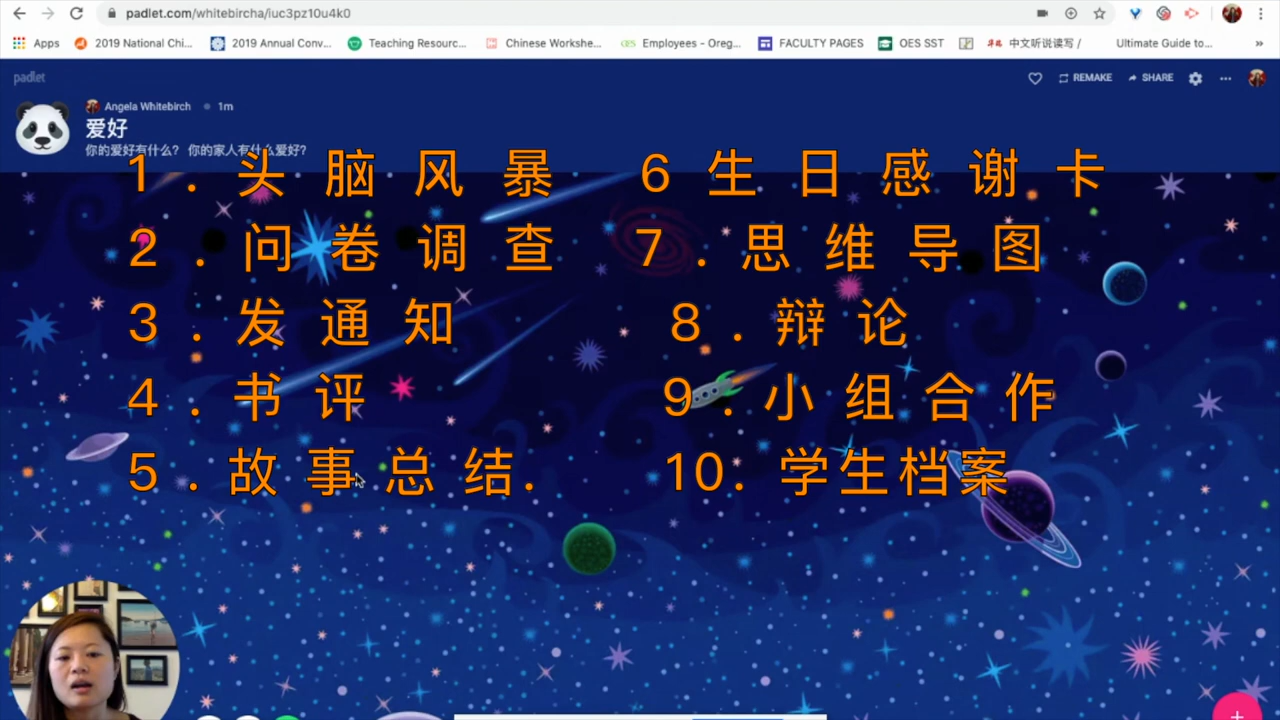 padlet.com/whitebircha/iuc3pz10u4k0
Apps 2019 National Chi... 2019 Annual Conv... Teaching Resourc... Chinese Workshe... Employees - Oreg... FACULTY PAGES OES SST 中文听说读写 / Ultimate Guide to... »
padlet REMAKE SHARE
Angela Whitebirch 1m
爱好
你的爱好有什么? 你的家人有什么爱好?
1.头脑风暴 6生日感谢卡
2.问卷调查 7.思维导图
3.发通知 8.辩论
4.书评 9.小组合作
5.故事总结. 10.学生档案